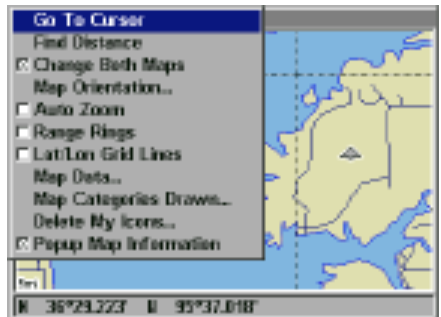 Go To Cursor
Find Distance
Change Both Maps
Map Orientation...
Auto Zoom
Range Rings
Lat/Lon Grid Lines
Map Data...
Map Categories Drawn...
Delete My Icons...
Popup Map Information
N 36°29.223' W 95°37.018'